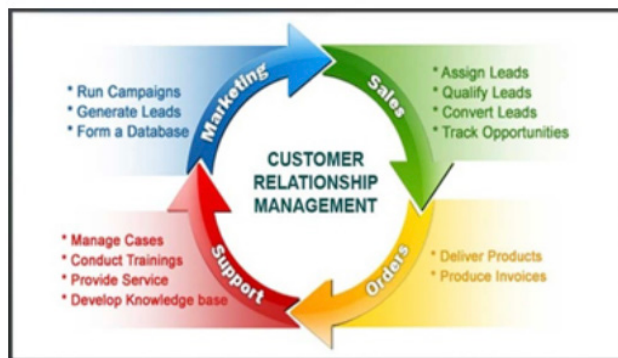 Marketing
* Run Campaigns
* Generate Leads
* Form a Database
Sales
* Assign Leads
* Qualify Leads
* Convert Leads
* Track Opportunities
CUSTOMER
RELATIONSHIP
MANAGEMENT
Support
* Manage Cases
* Conduct Trainings
* Provide Service
* Develop Knowledge base
Orders
* Deliver Products
* Produce Invoices